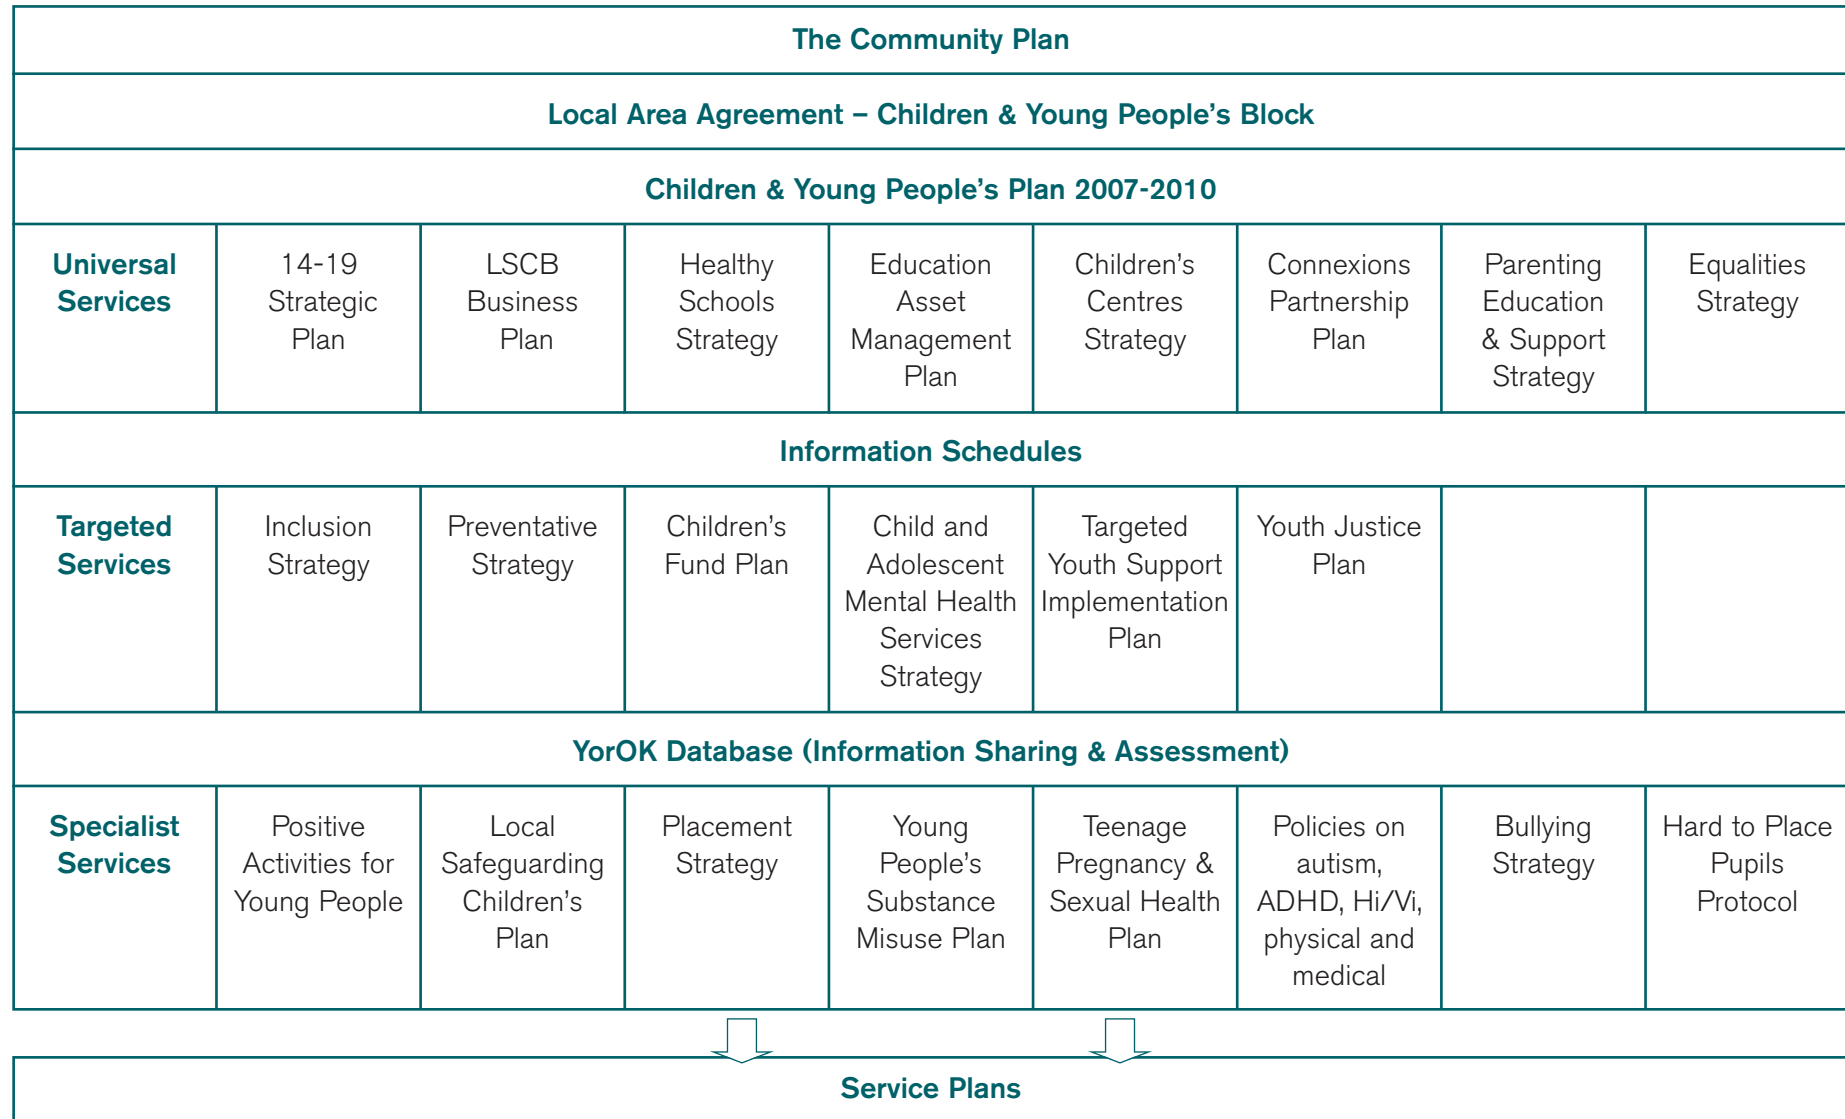 The Community Plan
Local Area Agreement – Children & Young People’s Block
Children & Young People’s Plan 2007-2010
Universal
Services
14-19
Strategic
Plan
LSCB
Business
Plan
Healthy
Schools
Strategy
Education
Asset
Management
Plan
Children’s
Centres
Strategy
Connexions
Partnership
Plan
Parenting
Education
& Support
Strategy
Equalities
Strategy
Information Schedules
Targeted
Services
Inclusion
Strategy
Preventative
Strategy
Children’s
Fund Plan
Child and
Adolescent
Mental Health
Services
Strategy
Targeted
Youth Support
Implementation
Plan
Youth Justice
Plan
YorOK Database (Information Sharing & Assessment)
Specialist
Services
Positive
Activities for
Young People
Local
Safeguarding
Children’s
Plan
Placement
Strategy
Young
People’s
Substance
Misuse Plan
Teenage
Pregnancy &
Sexual Health
Plan
Policies on
autism,
ADHD, Hi/Vi,
physical and
medical
Bullying
Strategy
Hard to Place
Pupils
Protocol
Service Plans